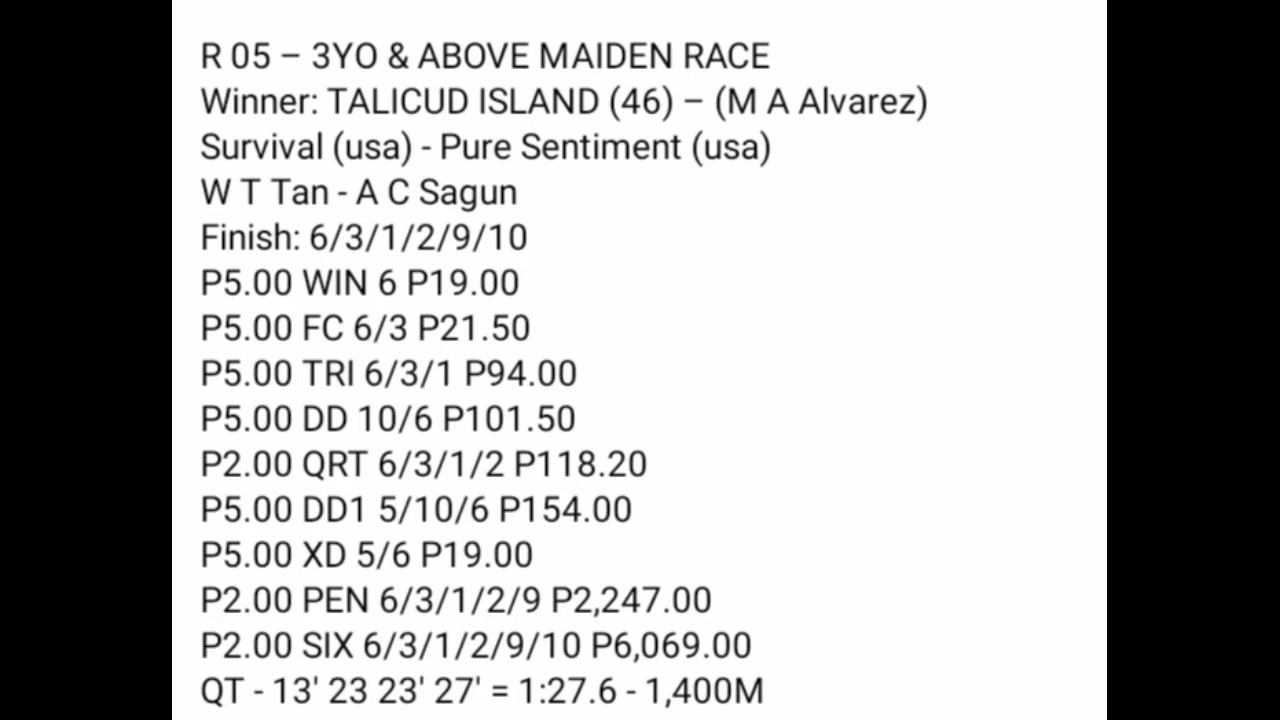 R 05 – 3YO & ABOVE MAIDEN RACE
Winner: TALICUD ISLAND (46) – (M A Alvarez)
Survival (usa) - Pure Sentiment (usa)
W T Tan - A C Sagun
Finish: 6/3/1/2/9/10
P5.00 WIN 6 P19.00
P5.00 FC 6/3 P21.50
P5.00 TRI 6/3/1 P94.00
P5.00 DD 10/6 P101.50
P2.00 QRT 6/3/1/2 P118.20
P5.00 DD1 5/10/6 P154.00
P5.00 XD 5/6 P19.00
P2.00 PEN 6/3/1/2/9 P2,247.00
P2.00 SIX 6/3/1/2/9/10 P6,069.00
QT - 13' 23 23' 27' = 1:27.6 - 1,400M